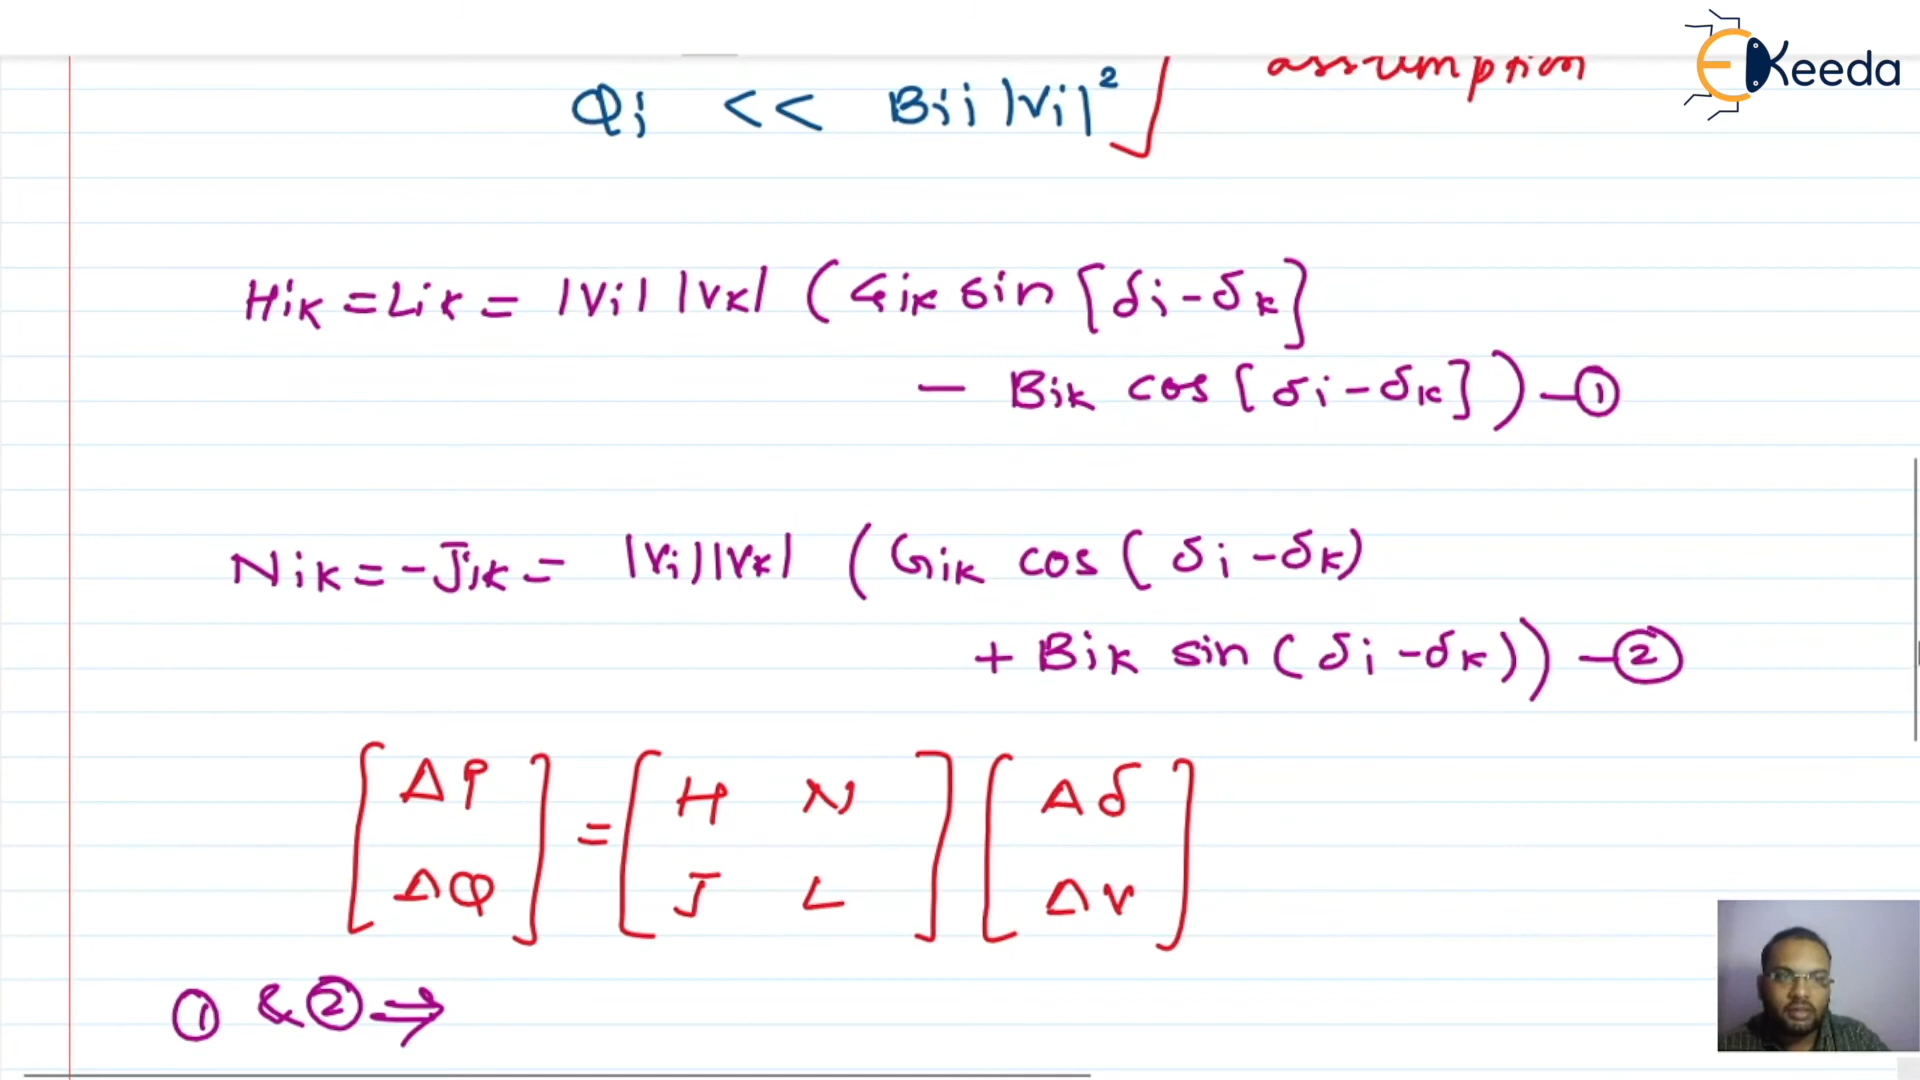 assumption
EKeeda
Qi << Bii |Vi|²
Hik = Lik = |Vi| |Vk| (Gik sin [δi - δk]
- Bik cos [δi - δk]) - ①
Nik = -Jik = |Vi||Vk| (Gik cos (δi - δk)
+ Bik sin (δi - δk)) - ②
[ΔP] = [H N] [Δδ]
[ΔQ] [J L] [ΔV]
① & ② ⇒